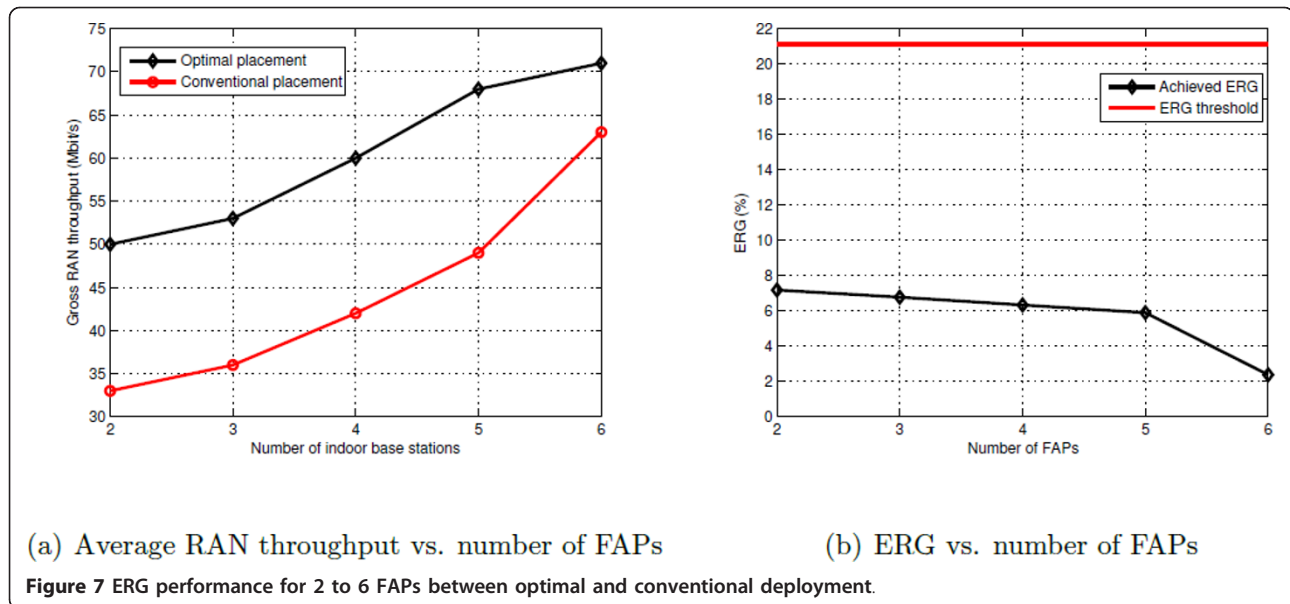 75
70
65
60
55
50
45
40
35
30
Gross RAN throughput (Mbit/s)
Optimal placement
Conventional placement
2
3
4
5
6
Number of indoor base stations
22
20
18
16
14
12
10
8
6
4
2
0
ERG (%)
Achieved ERG
ERG threshold
2
3
4
5
6
Number of FAPs
(a) Average RAN throughput vs. number of FAPs
(b) ERG vs. number of FAPs
Figure 7 ERG performance for 2 to 6 FAPs between optimal and conventional deployment.